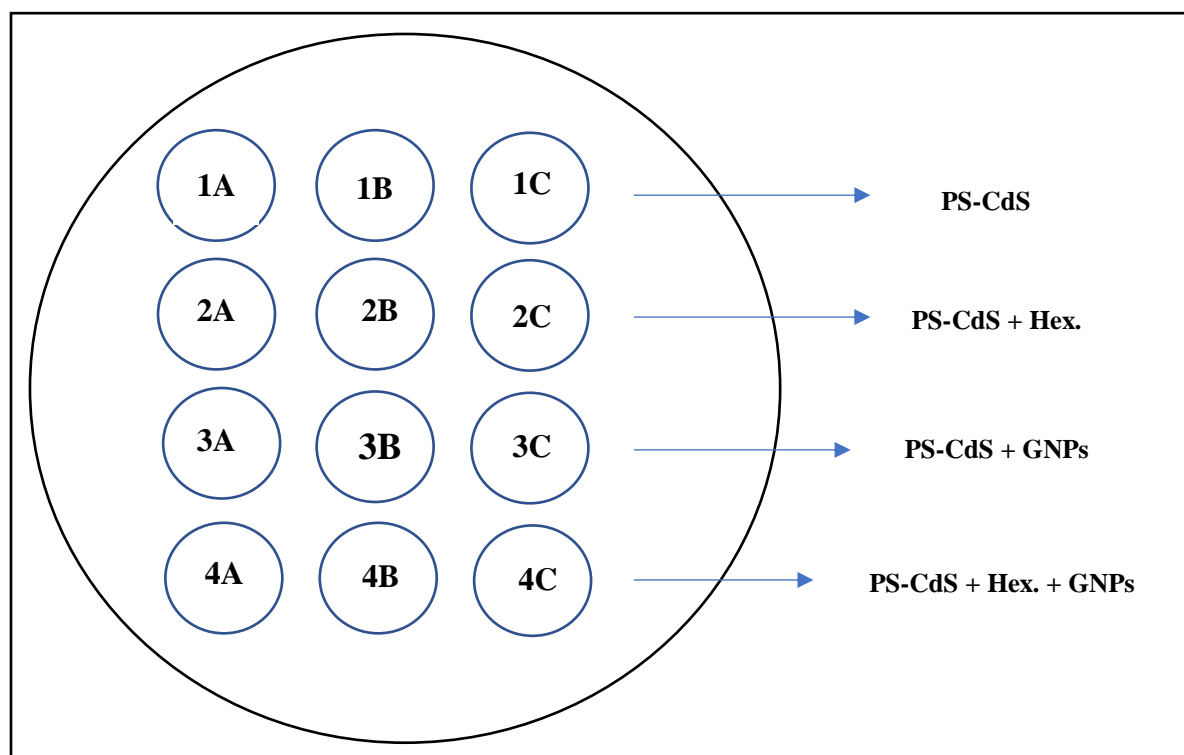 1A 1B 1C PS-CdS
2A 2B 2C PS-CdS + Hex.
3A 3B 3C PS-CdS + GNPs
4A 4B 4C PS-CdS + Hex. + GNPs